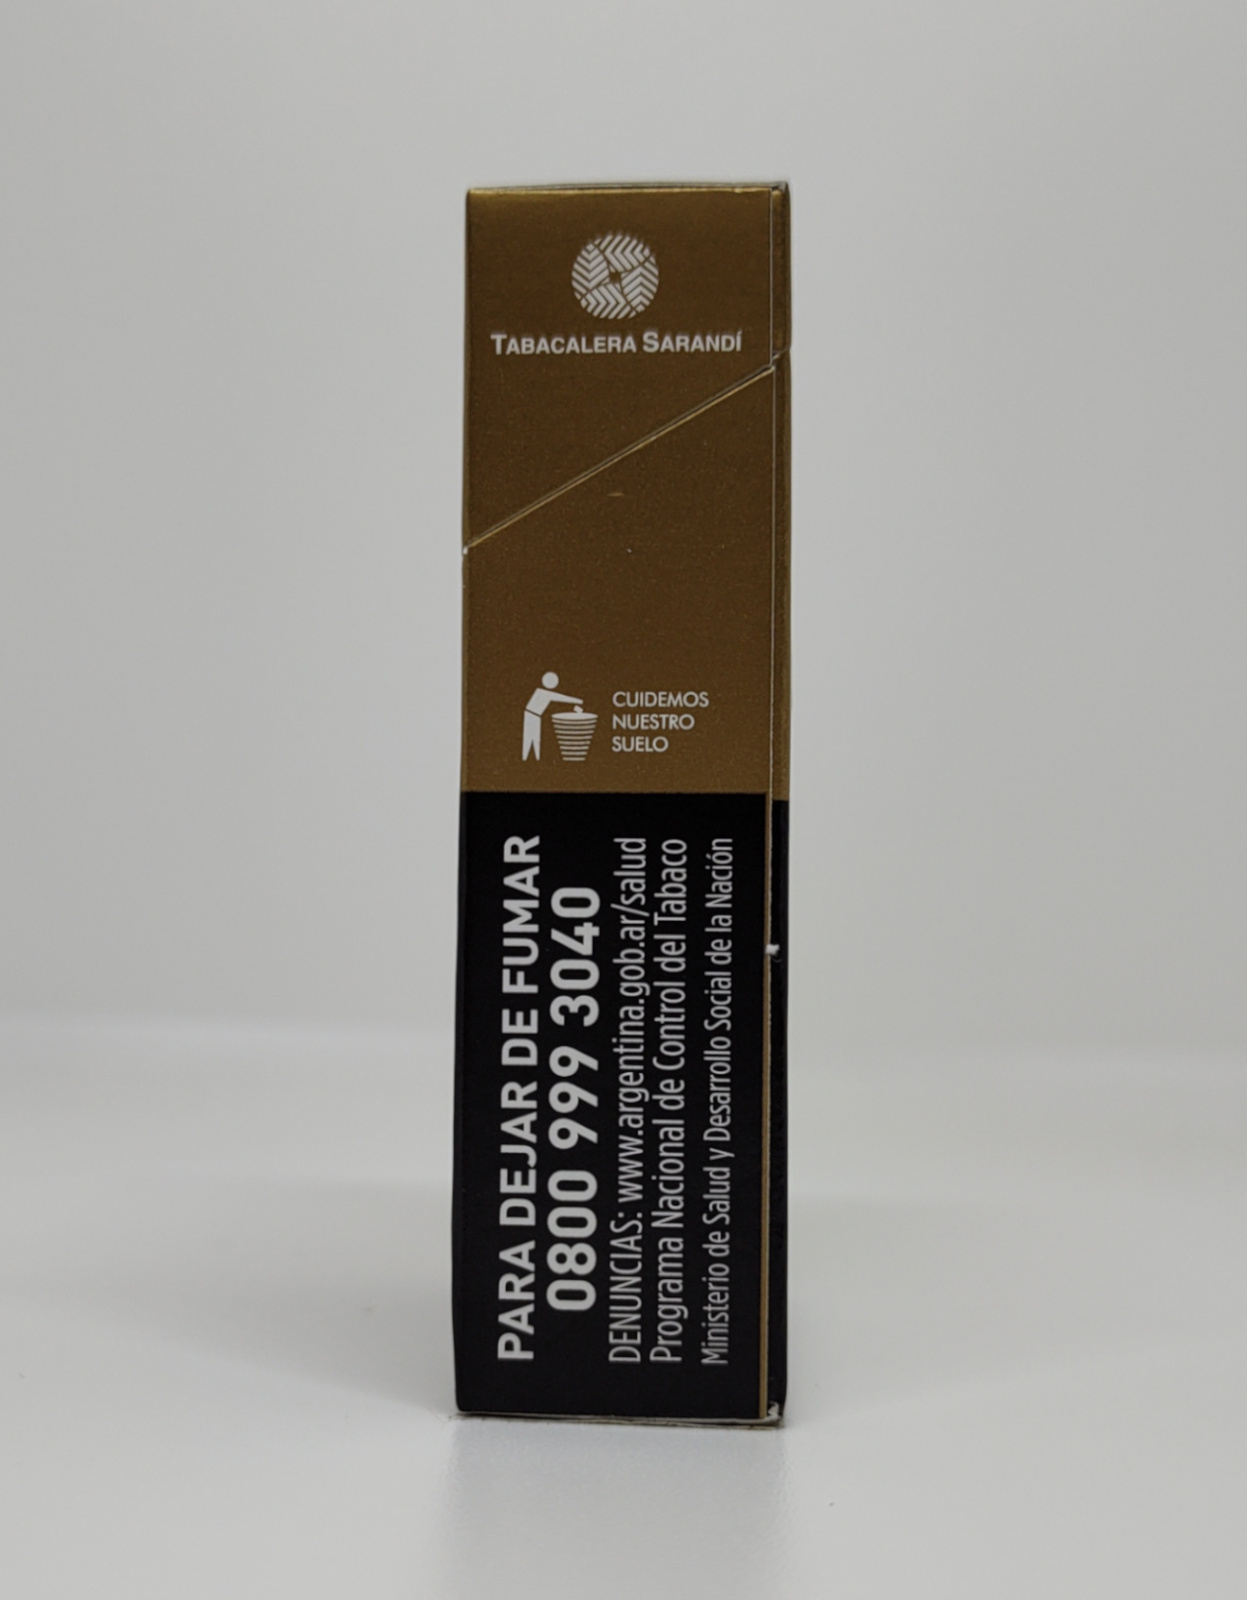 TABACALERA SARANDÍ
CUIDEMOS
NUESTRO
SUELO
PARA DEJAR DE FUMAR
0800 999 3040
DENUNCIAS: www.argentina.gob.ar/salud
Programa Nacional de Control del Tabaco
Ministerio de Salud y Desarrollo Social de la Nación